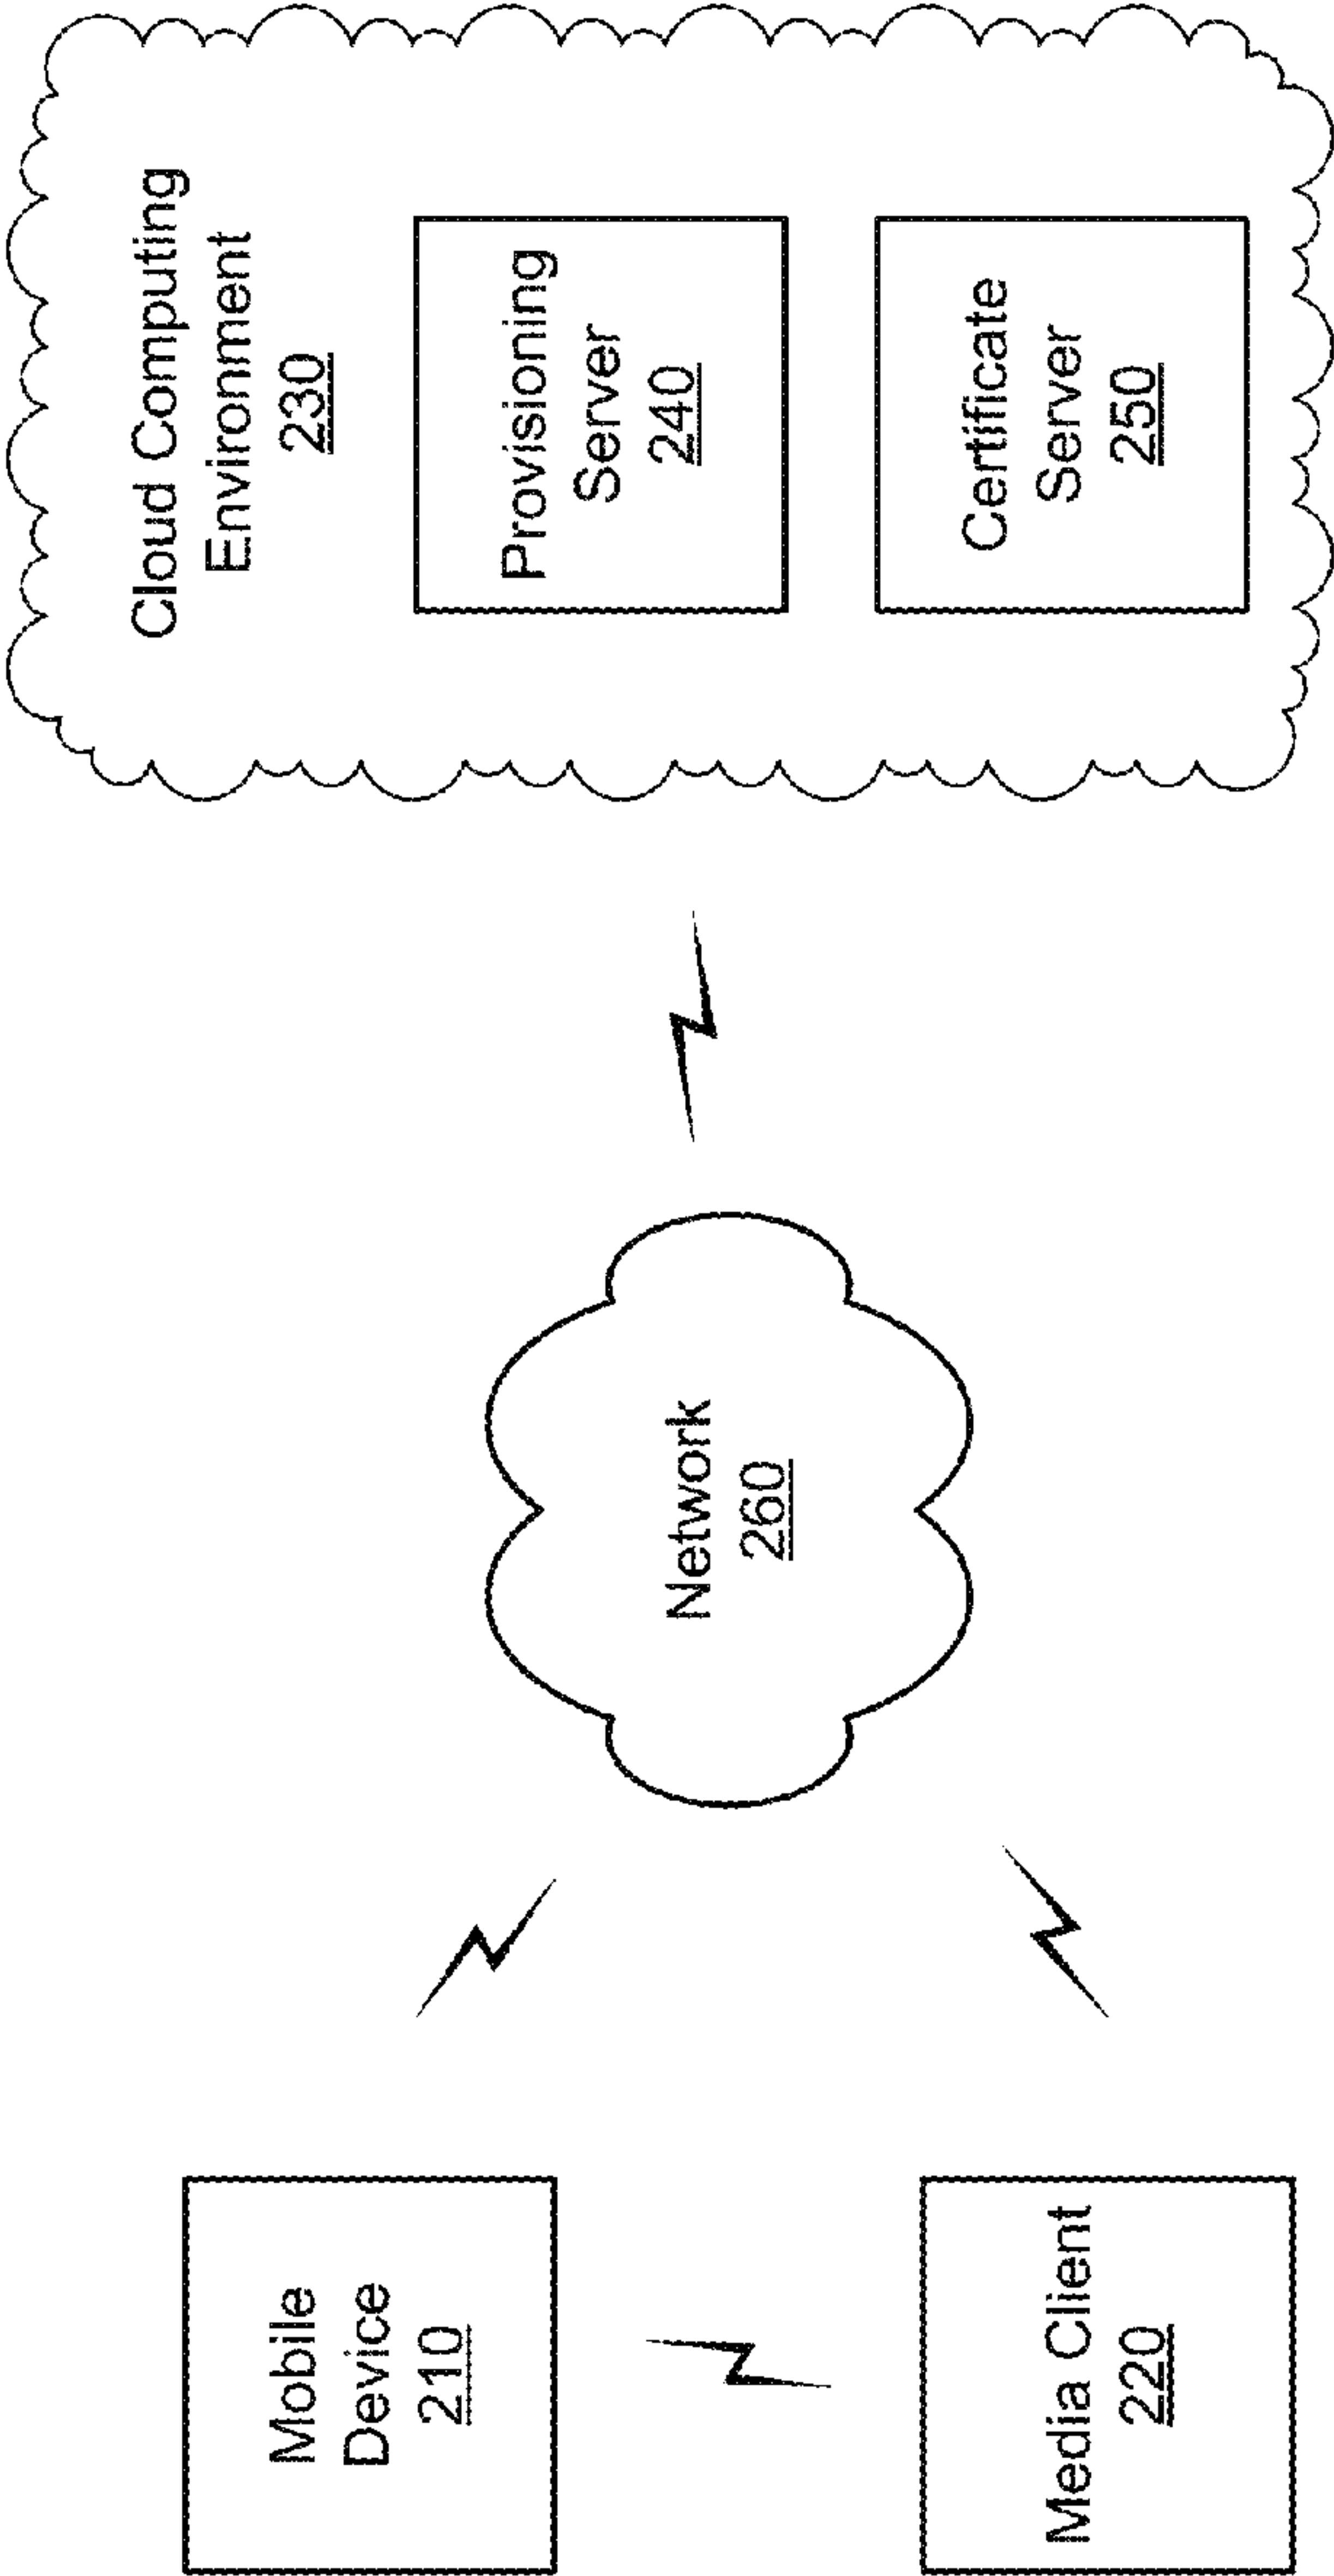 Mobile
Device
210
Media Client
220
Network
260
Cloud Computing
Environment
230
Provisioning
Server
240
Certificate
Server
250